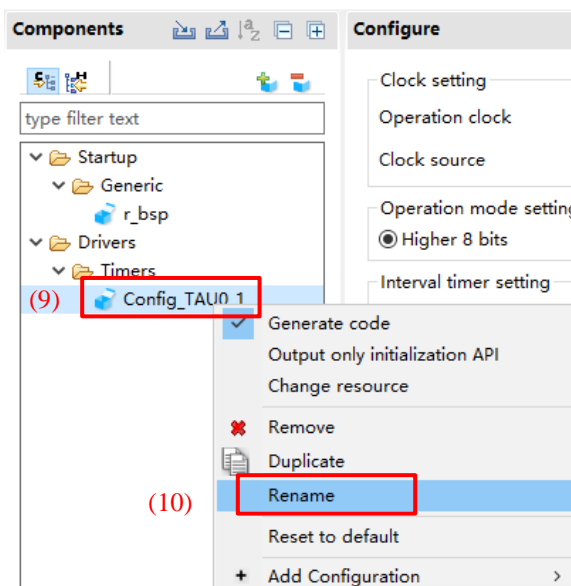 Components
Configure
type filter text
Startup
Generic
r_bsp
Drivers
Timers
(9)
Config_TAU0_1
Clock setting
Operation clock
Clock source
Operation mode setting
Higher 8 bits
Interval timer setting
Generate code
Output only initialization API
Change resource
Remove
Duplicate
(10)
Rename
Reset to default
Add Configuration